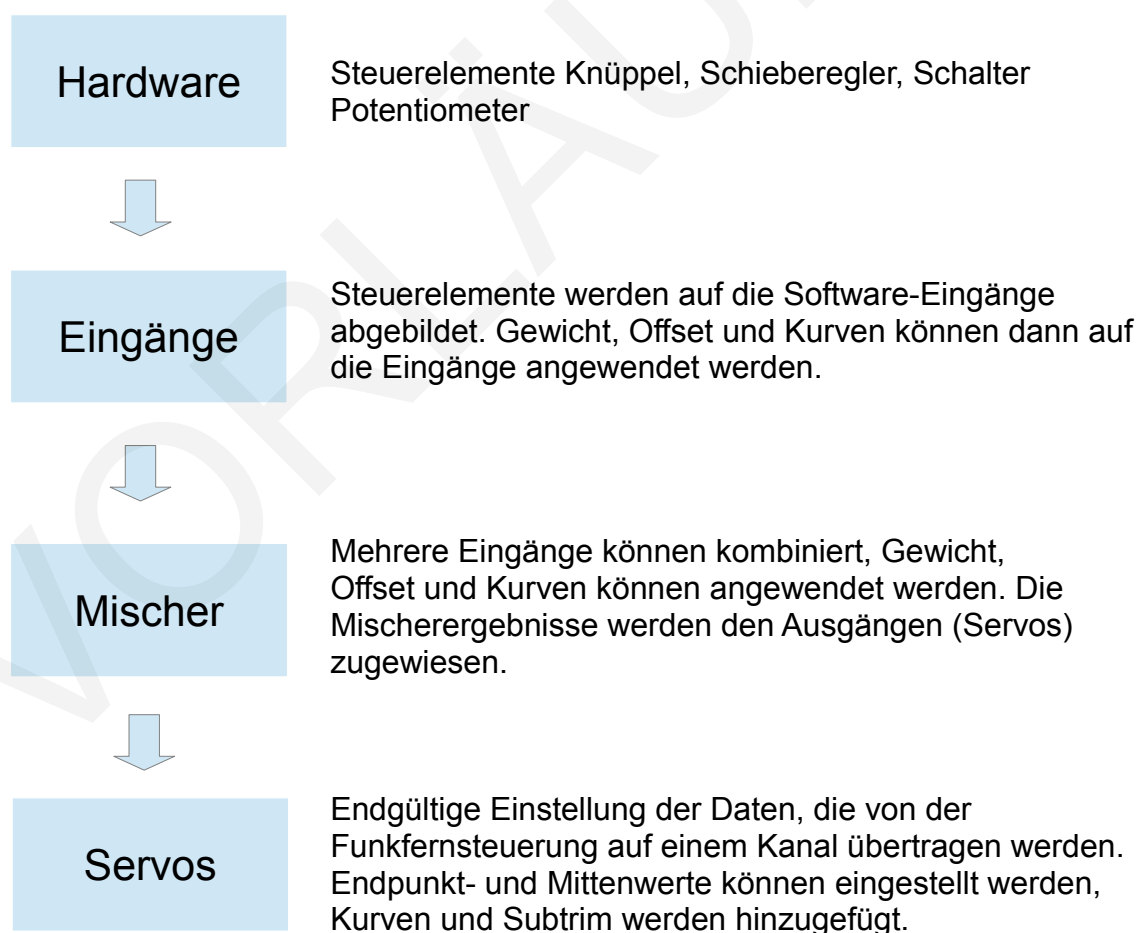 Hardware
Steuerelemente Knüppel, Schieberegler, Schalter
Potentiometer
Eingänge
Steuerelemente werden auf die Software-Eingänge
abgebildet. Gewicht, Offset und Kurven können dann auf
die Eingänge angewendet werden.
Mischer
Mehrere Eingänge können kombiniert, Gewicht,
Offset und Kurven können angewendet werden. Die
Mischerergebnisse werden den Ausgängen (Servos)
zugewiesen.
Servos
Endgültige Einstellung der Daten, die von der
Funkfernsteuerung auf einem Kanal übertragen werden.
Endpunkt- und Mittenwerte können eingestellt werden,
Kurven und Subtrim werden hinzugefügt.
VORLÄU